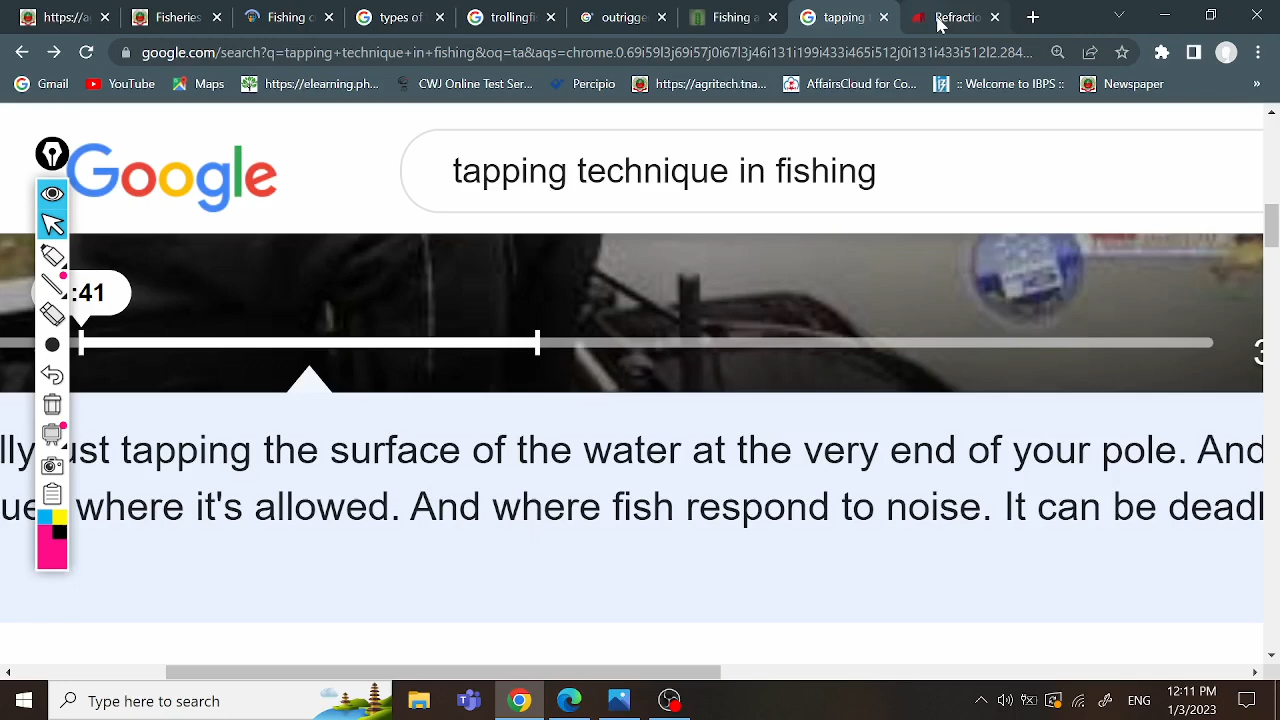 https://
Fisheries
Fishing c
types of
trollingfi
outrigge
Fishing a
tapping t
Refractio
google.com/search?q=tapping+technique+in+fishing&oq=ta&aqs=chrome.0.69i59l3j69i57j0i67l3j46i131i199i433i465i512j0i131i433i512l2.284...
Gmail
YouTube
Maps
https://elearning.ph...
CWJ Online Test Ser...
Percipio
https://agritech.tna...
AffairsCloud for Co...
:: Welcome to IBPS ::
Newspaper
»
Google
tapping technique in fishing
:41
lly just tapping the surface of the water at the very end of your pole. And
ue where it's allowed. And where fish respond to noise. It can be deadl
Type here to search
ENG
12:11 PM
1/3/2023